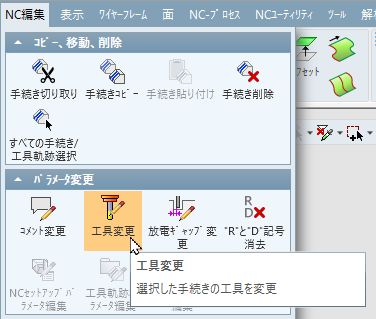 NC編集 表示 ﾜｲﾔｰﾌﾚｰﾑ 面 NC-ﾌﾟﾛｾｽ NCﾕｰﾃｨﾘﾃｨ ﾂｰﾙ 解
ｺﾋﾟｰ、移動、削除
手続き切り取り 手続きｺﾋﾟｰ 手続き貼り付け 手続き削除
すべての手続き/
工具軌跡選択
ﾊﾟﾗﾒｰﾀ変更
ｺﾒﾝﾄ変更 工具変更 放電ｷﾞｬｯﾌﾟ変
更 "R"と"D"記号
消去
NCｾｯﾄｱｯﾌﾟﾊﾟ
ﾗﾒｰﾀ編集 工具軌跡
ﾀ編集
工具変更
選択した手続きの工具を変更
ﾌｾｯﾄ